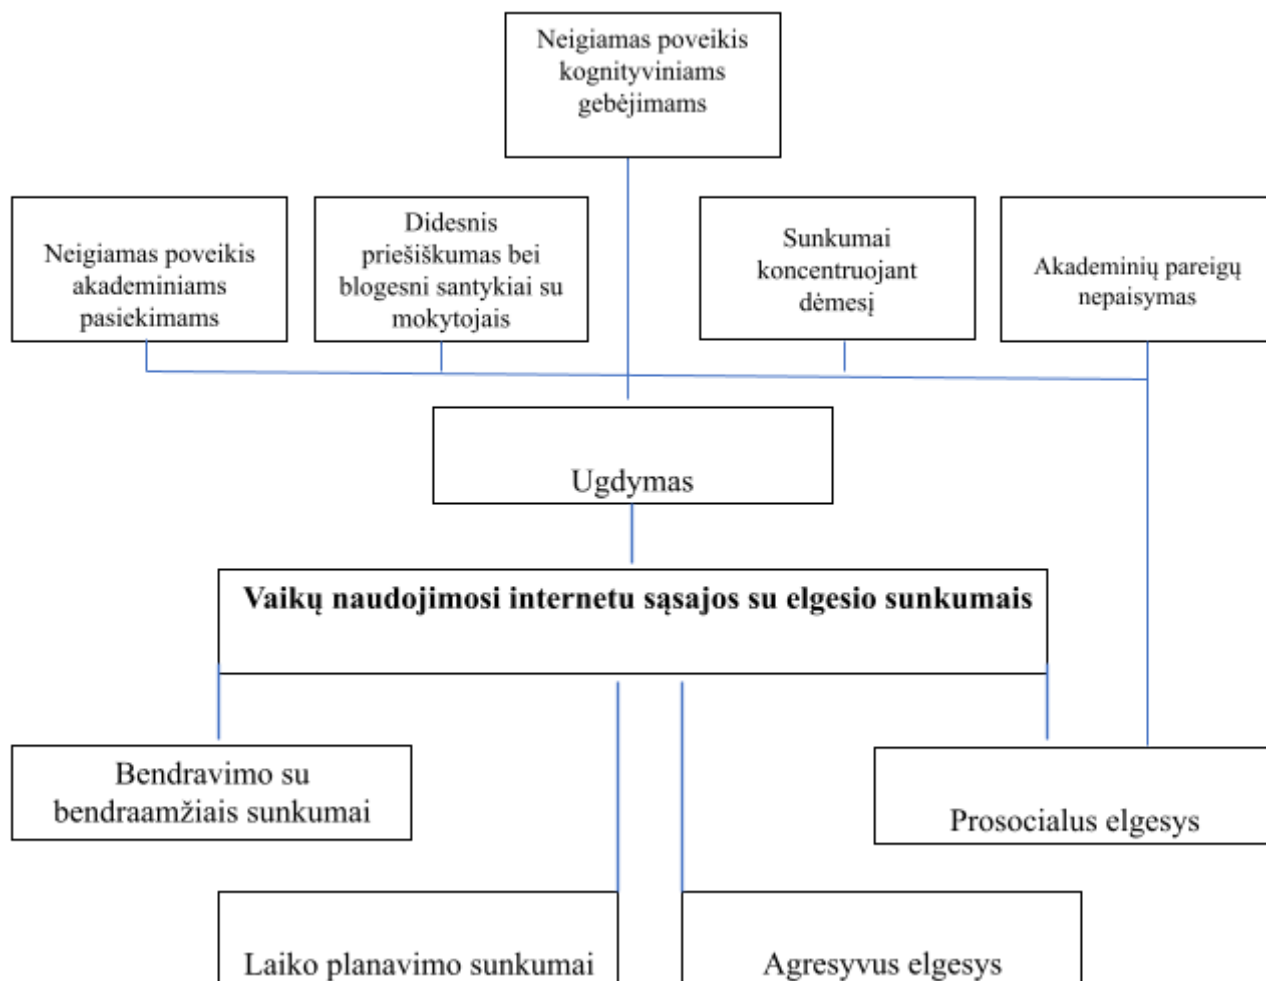 Neigiamas poveikis
kognityviniams
gebėjimams
Neigiamas poveikis
akademiniams
pasiekimams
Didesnis
priešiškumas bei
blogesni santykiai su
mokytojais
Sunkumai
koncentruojant
dėmesį
Akademinių pareigų
nepaisymas
Ugdymas
Vaikų naudojimosi internetu sąsajos su elgesio sunkumais
Bendravimo su
bendraamžiais sunkumai
Prosocialus elgesys
Laiko planavimo sunkumai
Agresyvus elgesys